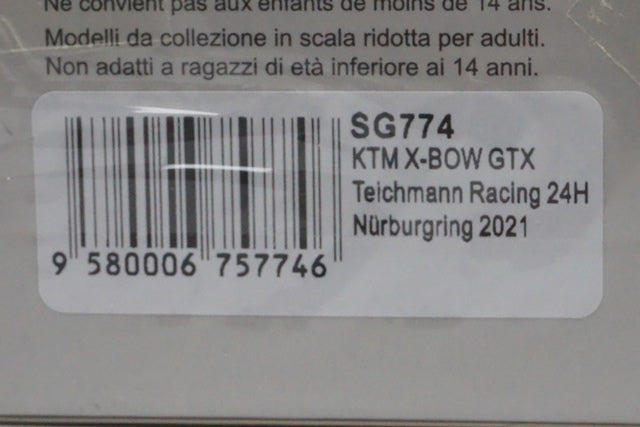 Ne convient pas aux enfants de moins de 14 ans.
Modelli da collezione in scala ridotta per adulti.
Non adatti a ragazzi di età inferiore ai 14 anni.
SG774
KTM X-BOW GTX
Teichmann Racing 24H
Nürburgring 2021
9 580006 757746